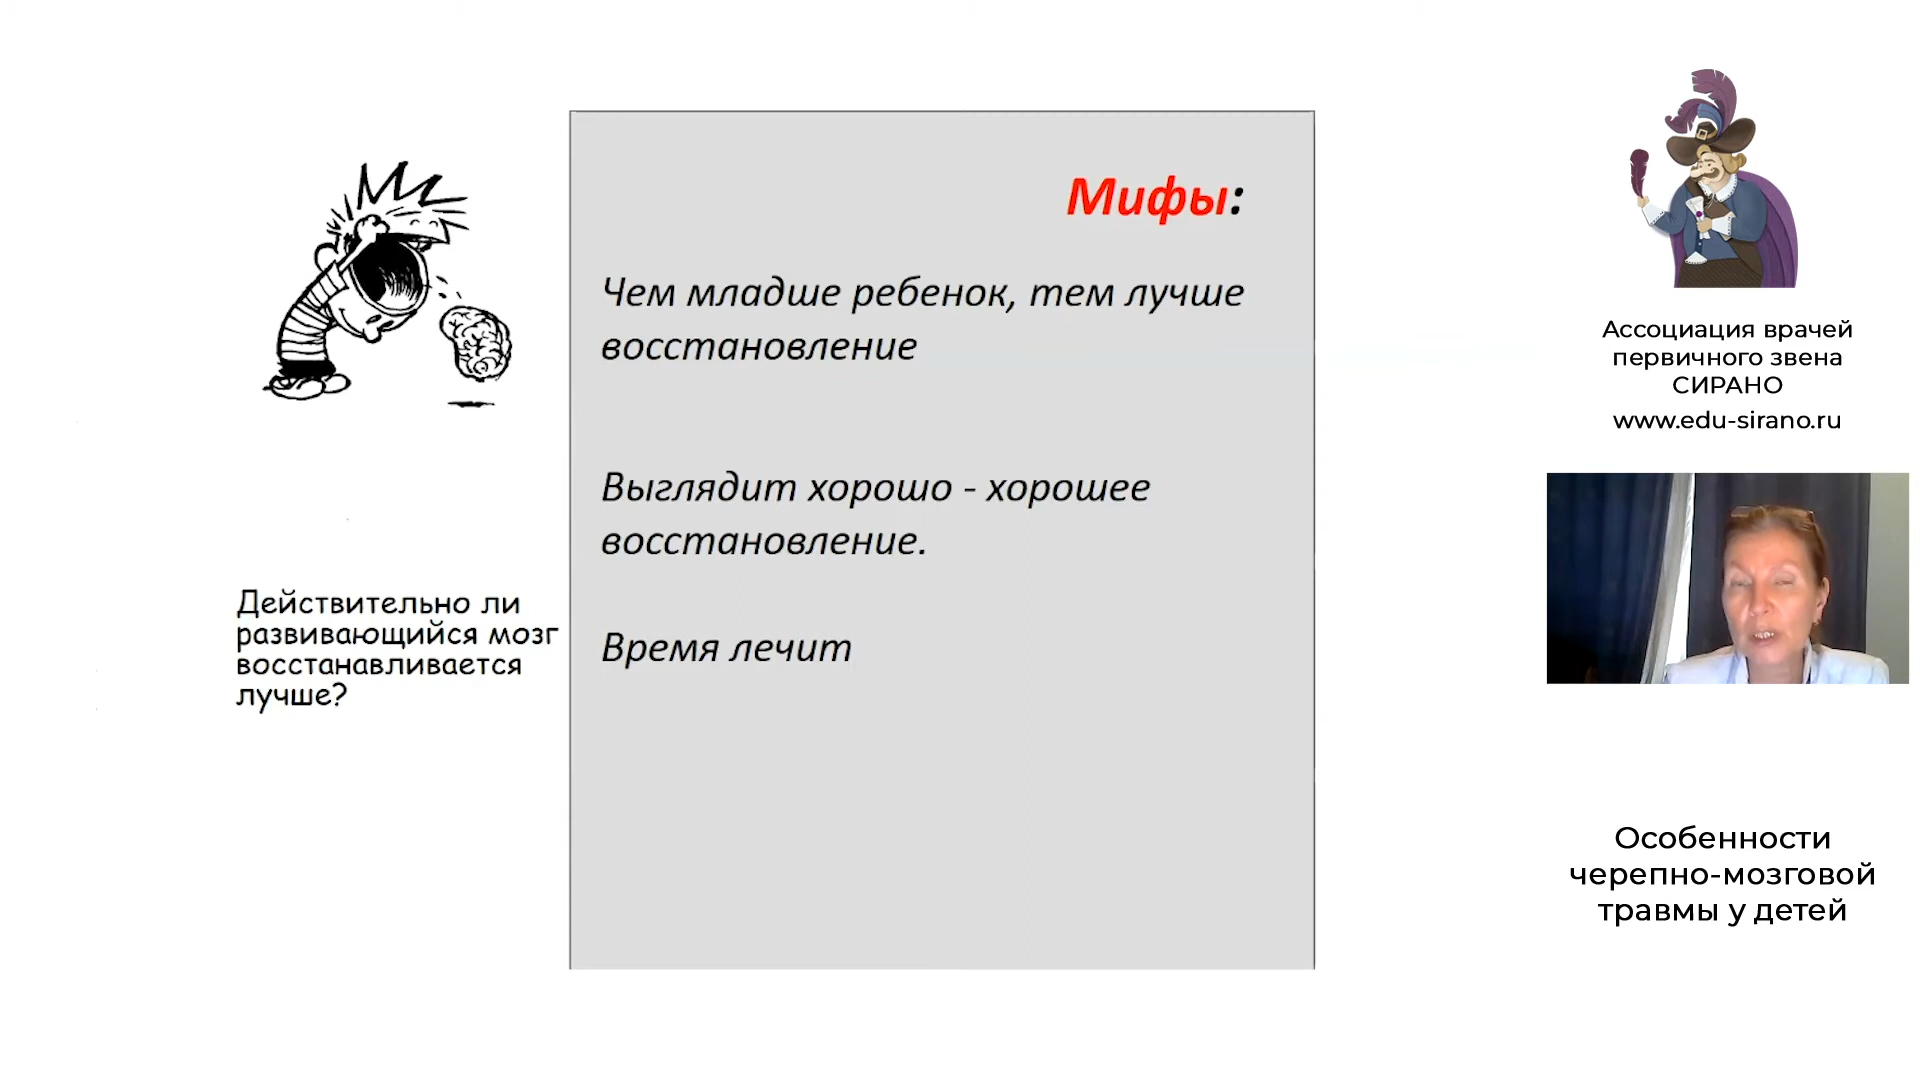 Мифы:
Чем младше ребенок, тем лучше
восстановление
Выглядит хорошо - хорошее
восстановление.
Время лечит
Действительно ли
развивающийся мозг
восстанавливается
лучше?
Ассоциация врачей
первичного звена
СИРАНО
www.edu-sirano.ru
Особенности
черепно-мозговой
травмы у детей